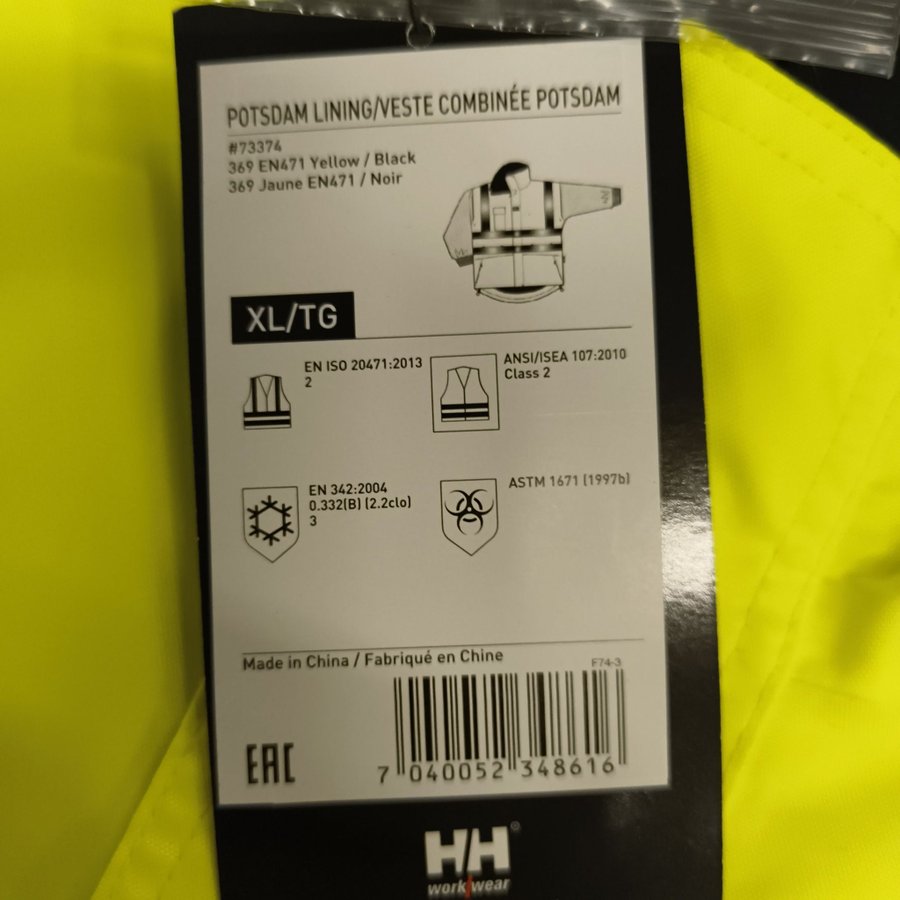 POTSDAM LINING/VESTE COMBINÉE POTSDAM
#73374
369 EN471 Yellow / Black
369 Jaune EN471 / Noir
XL/TG
EN ISO 20471:2013
2
ANSI/ISEA 107:2010
Class 2
EN 342:2004
0.332(B) (2.2clo)
3
ASTM 1671 (1997b)
Made in China / Fabriqué en Chine
F74-3
EAC
7 040052 348616
HH®
work/wear